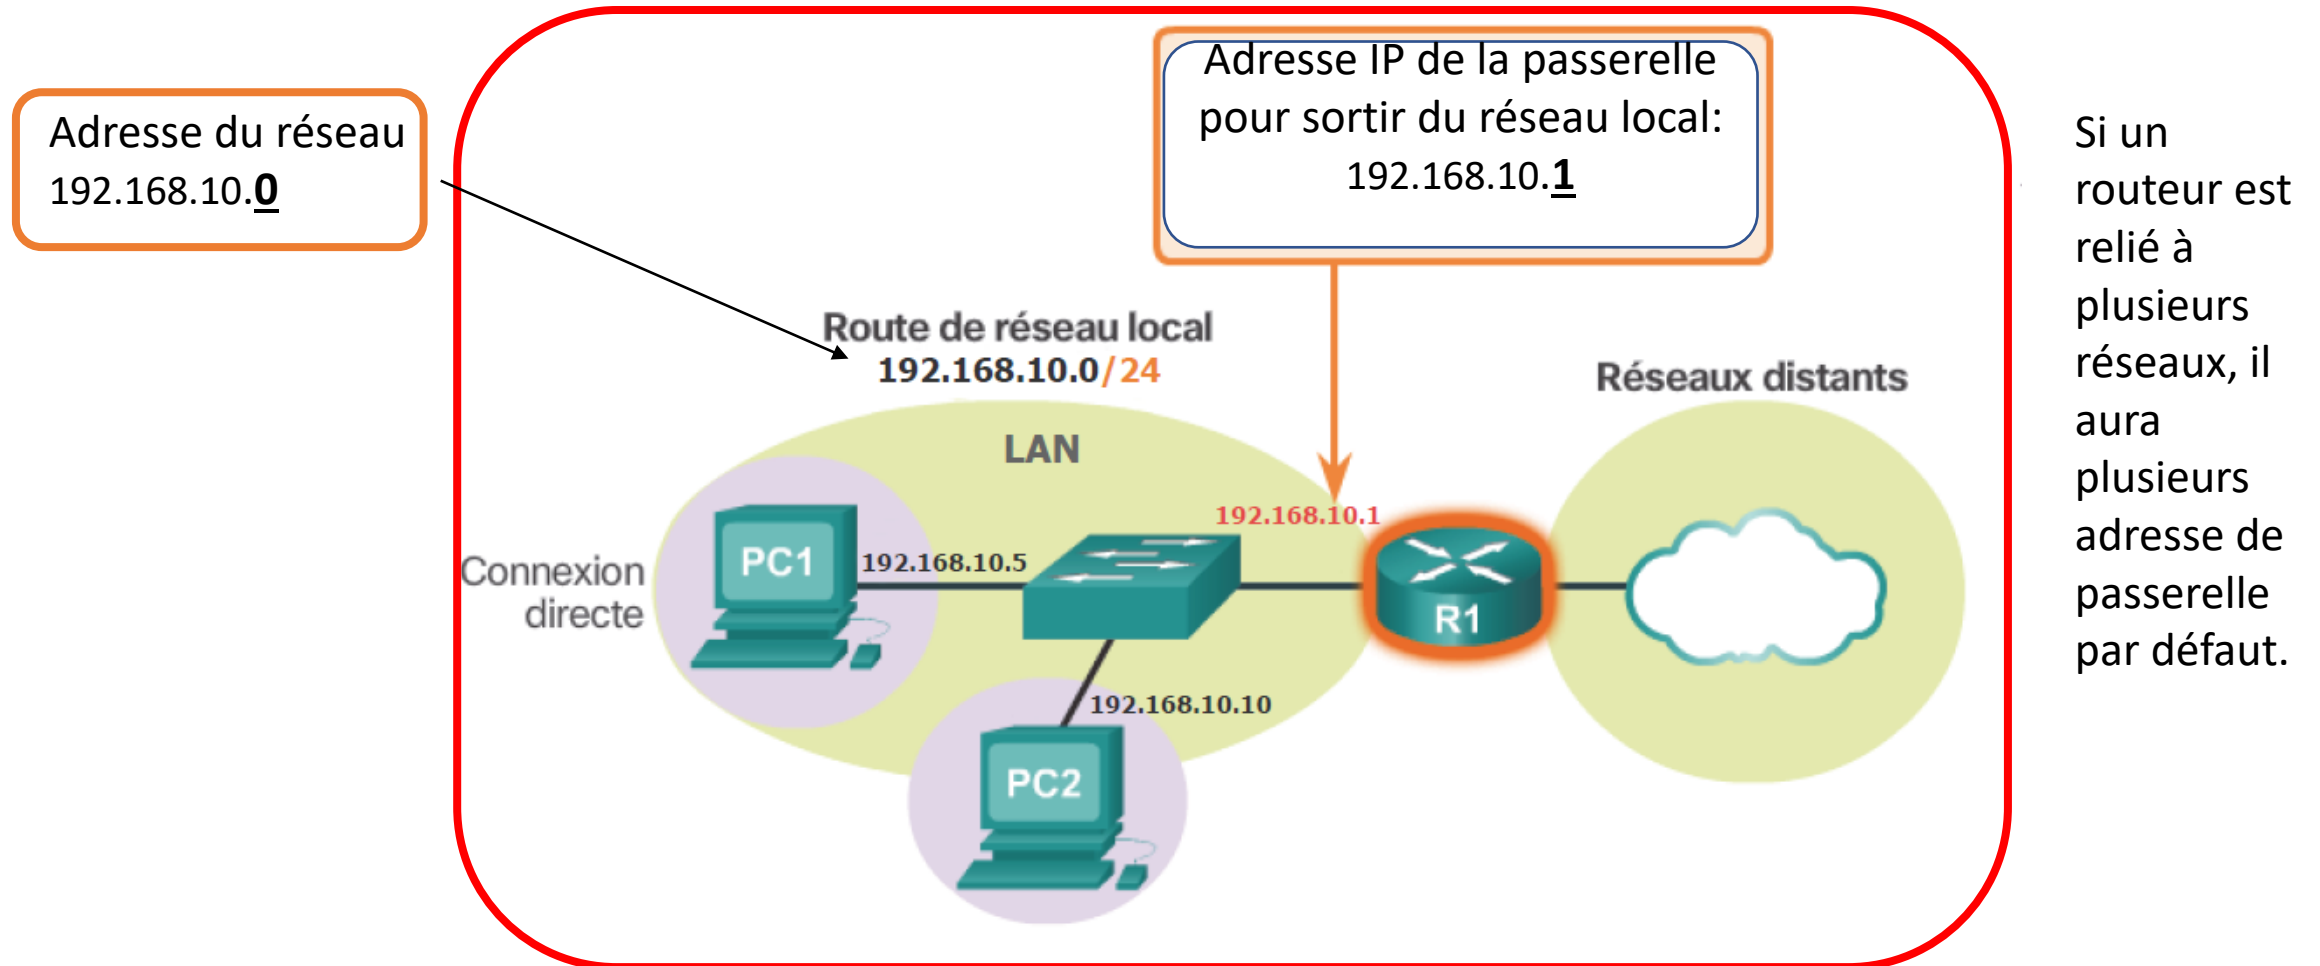 Adresse du réseau
192.168.10.0
Adresse IP de la passerelle
pour sortir du réseau local:
192.168.10.1
Si un
routeur est
relié à
plusieurs
réseaux, il
aura
plusieurs
adresse de
passerelle
par défaut.
Route de réseau local
192.168.10.0/24
Réseaux distants
LAN
192.168.10.1
PC1
192.168.10.5
Connexion
directe
R1
192.168.10.10
PC2